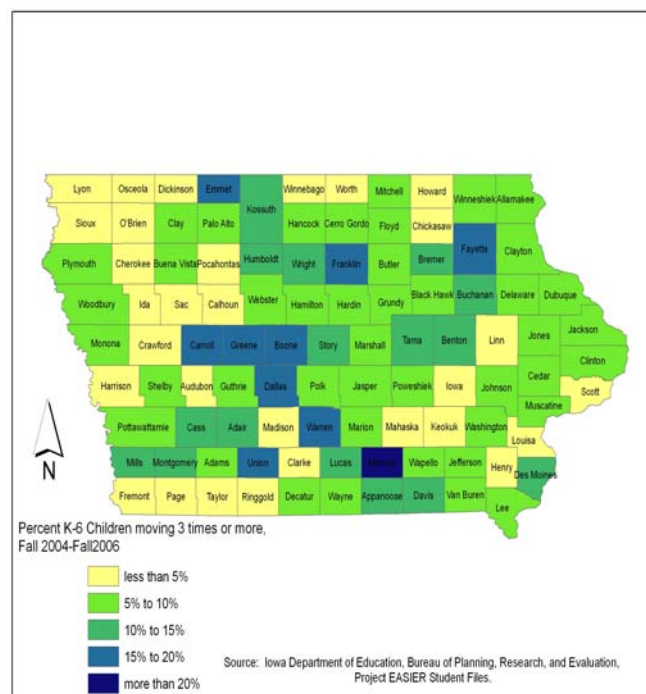 Lyon Osceola Dickinson Emmet Winnebago Worth Mitchell Howard Winneshiek Allamakee
Kossuth
Sioux O'Brien Clay Palo Alto Hancock Cerro Gordo Floyd Chickasaw
Fayette Clayton
Plymouth Cherokee Buena Vista Pocahontas Humboldt Wright Franklin Butler Bremer
Woodbury Ida Sac Calhoun Webster Hamilton Hardin Grundy Black Hawk Buchanan Delaware Dubuque
Monona Crawford Carroll Greene Boone Story Marshall Tama Benton Linn Jones Jackson
Clinton
Harrison Shelby Audubon Guthrie Dallas Polk Jasper Poweshiek Iowa Johnson Cedar Scott
Muscatine
Pottawattamie Cass Adair Madison Warren Marion Mahaska Keokuk Washington Louisa
Mills Montgomery Adams Union Clarke Lucas Wapello Jefferson Henry Des Moines
Fremont Page Taylor Ringgold Decatur Wayne Appanoose Davis Van Buren Lee
N
Percent K-6 Children moving 3 times or more,
Fall 2004-Fall2006
less than 5%
5% to 10%
10% to 15%
15% to 20%
more than 20%
Source: Iowa Department of Education, Bureau of Planning, Research, and Evaluation,
Project EASIER Student Files.